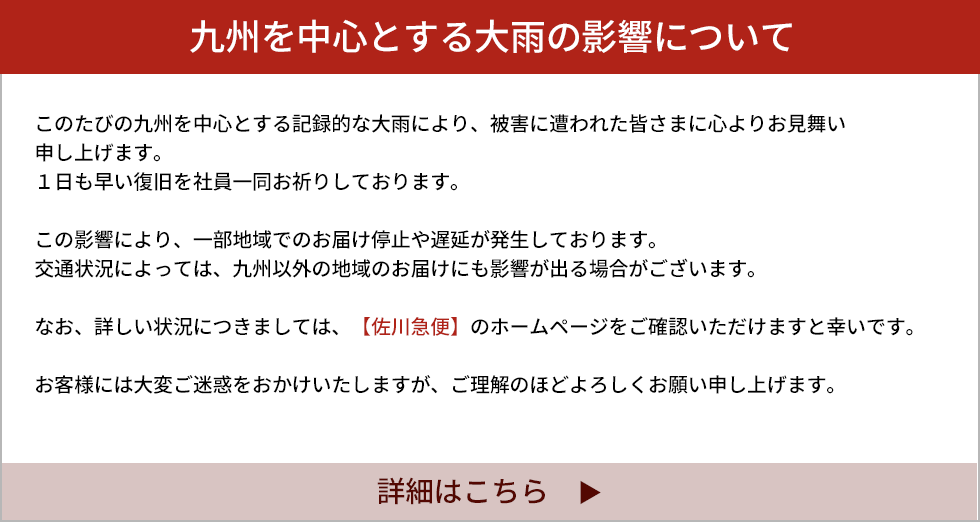 九州を中心とする大雨の影響について
このたびの九州を中心とする記録的な大雨により、被害に遭われた皆さまに心よりお見舞い
申し上げます。
１日も早い復旧を社員一同お祈りしております。
この影響により、一部地域でのお届け停止や遅延が発生しております。
交通状況によっては、九州以外の地域のお届けにも影響が出る場合がございます。
なお、詳しい状況につきましては、【佐川急便】のホームページをご確認いただけますと幸いです。
お客様には大変ご迷惑をおかけいたしますが、ご理解のほどよろしくお願い申し上げます。
詳細はこちら　▶